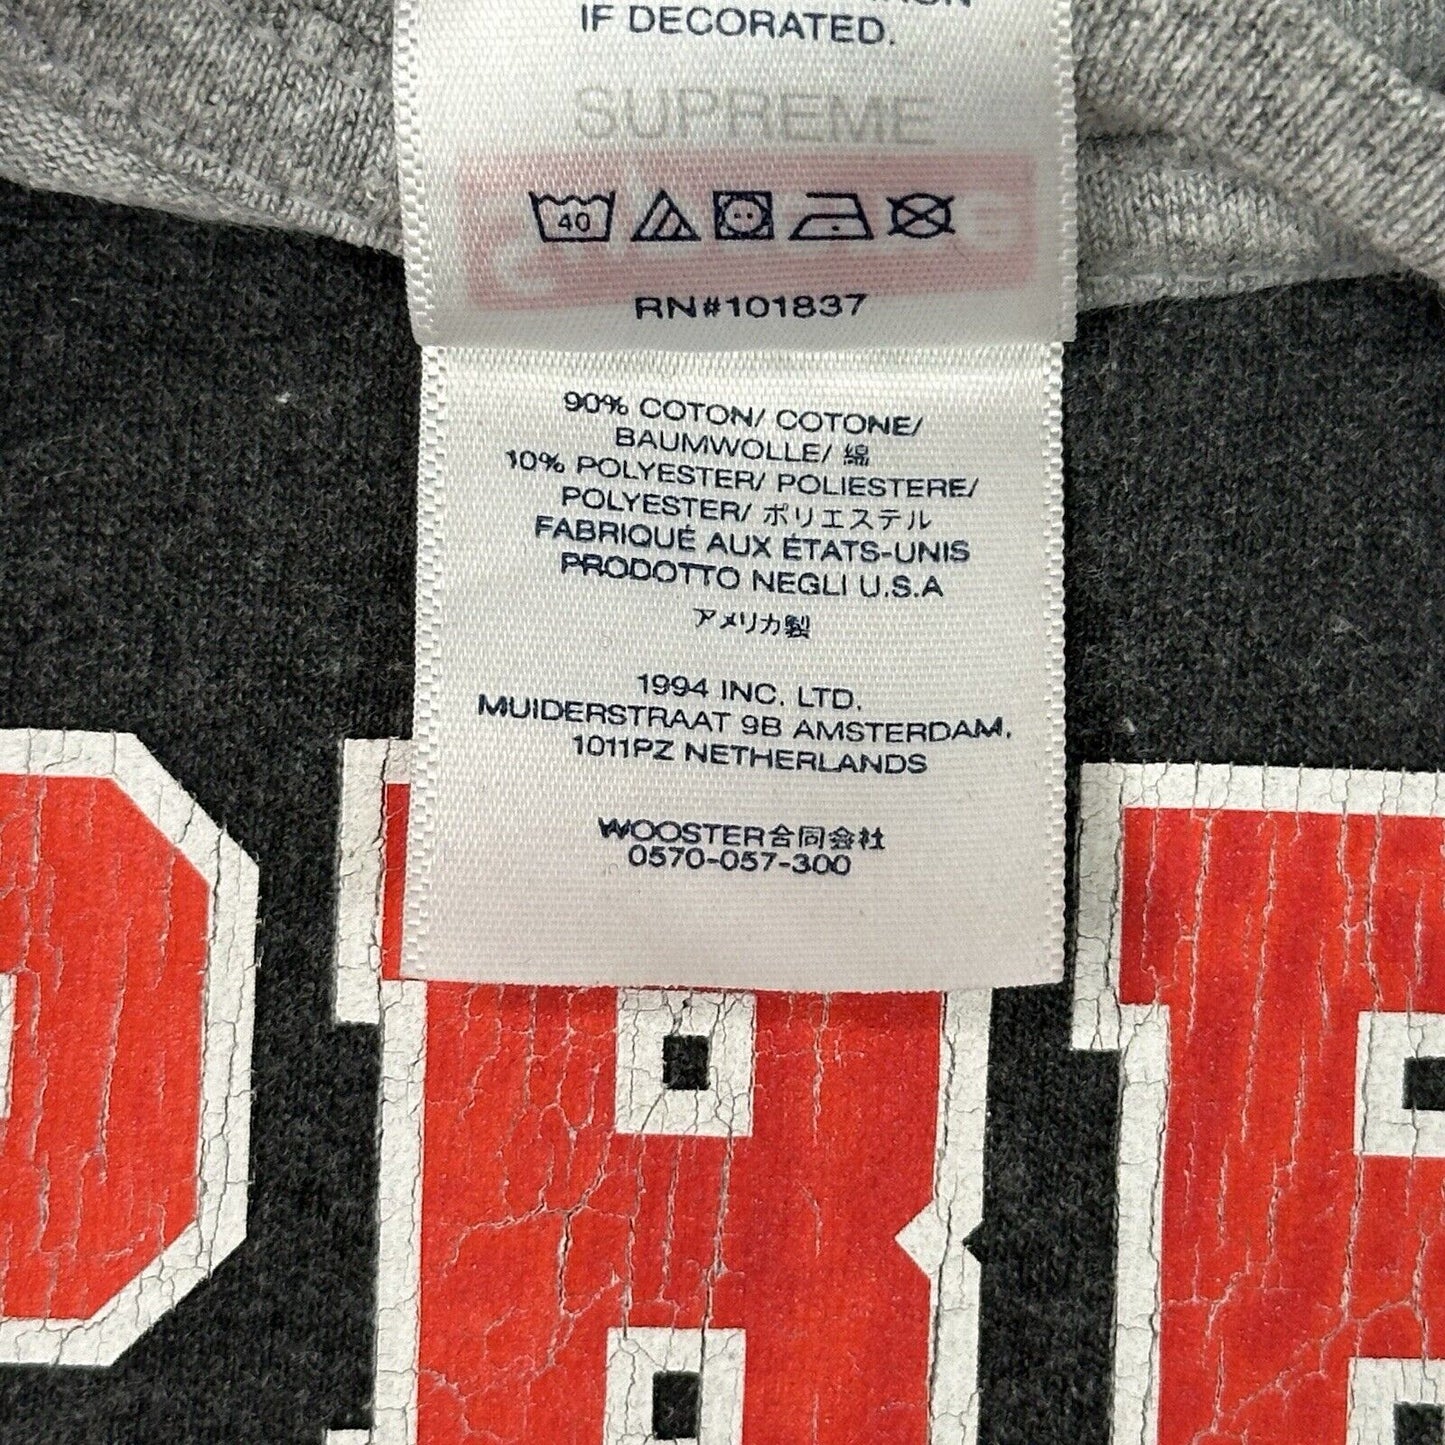 IF DECORATED.
SUPREME
40
RN#101837
90% COTON/ COTONE/
BAUMWOLLE/ 綿
10% POLYESTER/ POLIESTERE/
POLYESTER/ ポリエステル
FABRIQUÉ AUX ÉTATS-UNIS
PRODOTTO NEGLI U.S.A
アメリカ製
1994 INC. LTD.
MUIDERSTRAAT 9B AMSTERDAM,
1011PZ NETHERLANDS
WOOSTER合同会社
0570-057-300